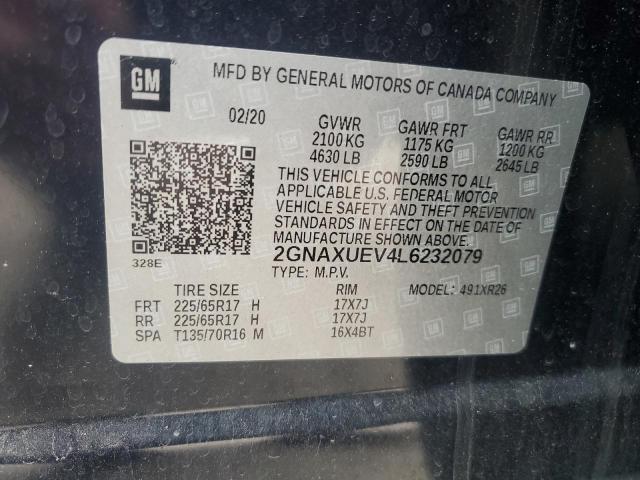 GM
MFD BY GENERAL MOTORS OF CANADA COMPANY
02/20 GVWR GAWR FRT GAWR RR
2100 KG 1175 KG 1200 KG
4630 LB 2590 LB 2645 LB
THIS VEHICLE CONFORMS TO ALL
APPLICABLE U.S. FEDERAL MOTOR
VEHICLE SAFETY AND THEFT PREVENTION
STANDARDS IN EFFECT ON THE DATE OF
MANUFACTURE SHOWN ABOVE.
328E 2GNAXUEV4L6232079
TYPE: M.P.V. MODEL: 491XR26
TIRE SIZE RIM
FRT 225/65R17 H 17X7J
RR 225/65R17 H 17X7J
SPA T135/70R16 M 16X4BT